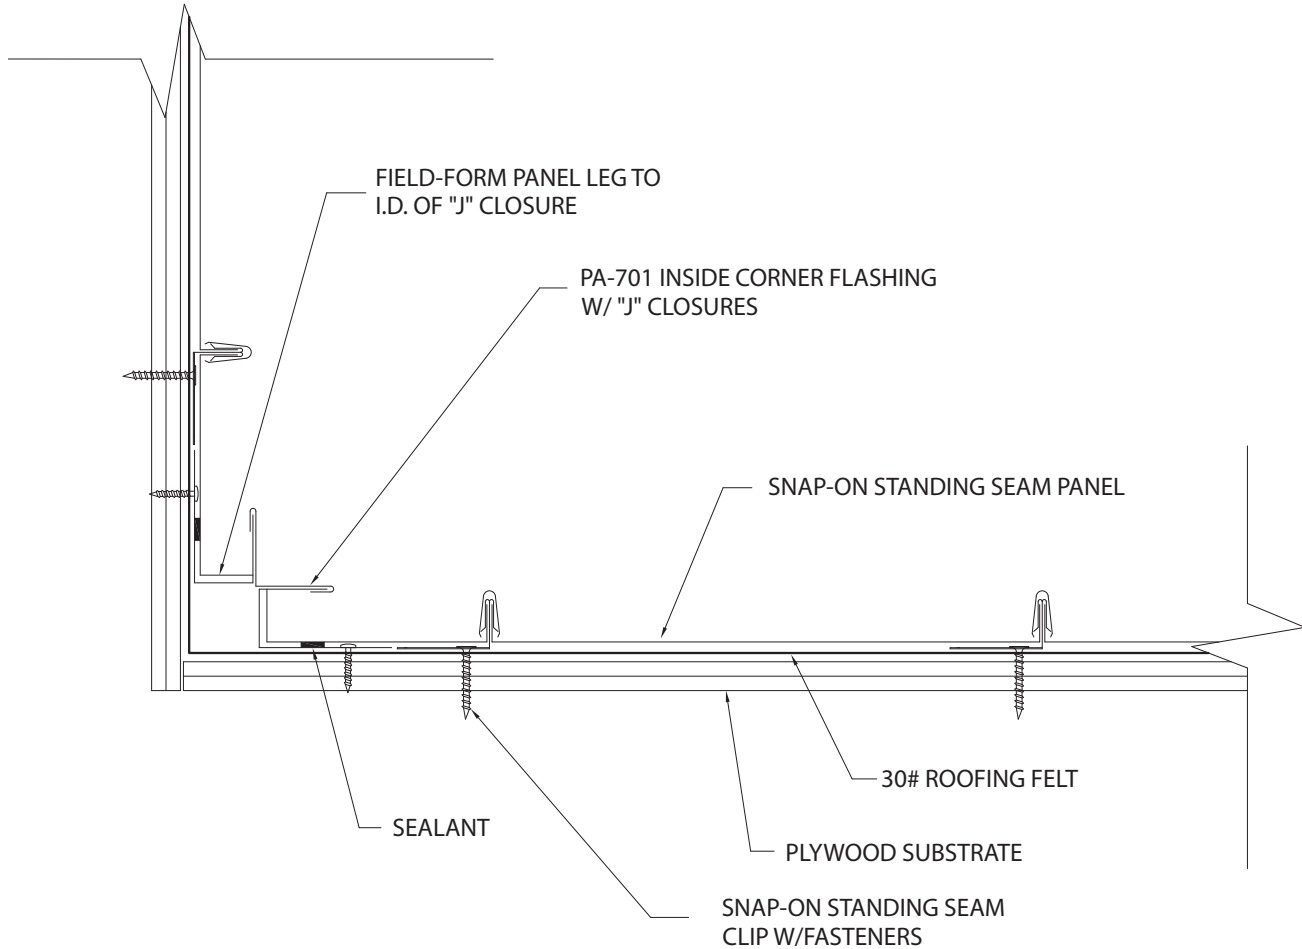 FIELD-FORM PANEL LEG TO
I.D. OF "J" CLOSURE
PA-701 INSIDE CORNER FLASHING
W/ "J" CLOSURES
SNAP-ON STANDING SEAM PANEL
30# ROOFING FELT
SEALANT
PLYWOOD SUBSTRATE
SNAP-ON STANDING SEAM
CLIP W/FASTENERS